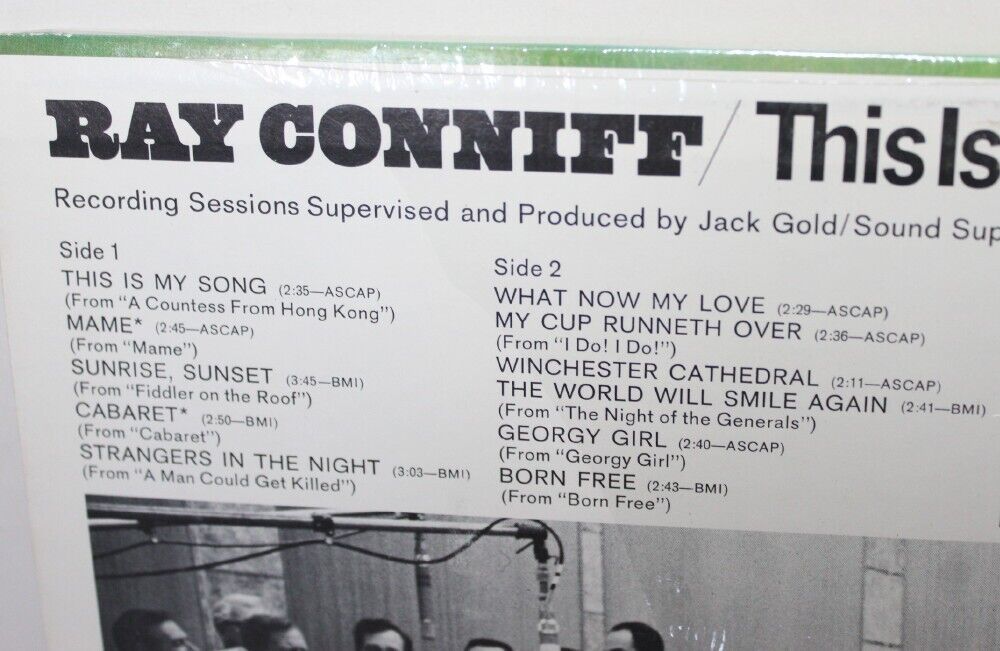 RAY CONNIFF/This Is
Recording Sessions Supervised and Produced by Jack Gold/Sound
Side 1
THIS IS MY SONG (2:35—ASCAP)
(From "A Countess From Hong Kong")
MAME* (2:45—ASCAP)
(From "Mame")
SUNRISE, SUNSET (3:45—BMI)
(From "Fiddler on the Roof")
CABARET* (2:50—BMI)
(From "Cabaret")
STRANGERS IN THE NIGHT (3:03—BMI)
(From "A Man Could Get Killed")
Side 2
WHAT NOW MY LOVE (2:29—ASCAP)
MY CUP RUNNETH OVER (2:36—ASCAP)
(From "I Do! I Do!")
WINCHESTER CATHEDRAL (2:11—ASCAP)
THE WORLD WILL SMILE AGAIN (2:41—BMI)
(From "The Night of the Generals")
GEORGY GIRL (2:40—ASCAP)
(From "Georgy Girl")
BORN FREE (2:43—BMI)
(From "Born Free")